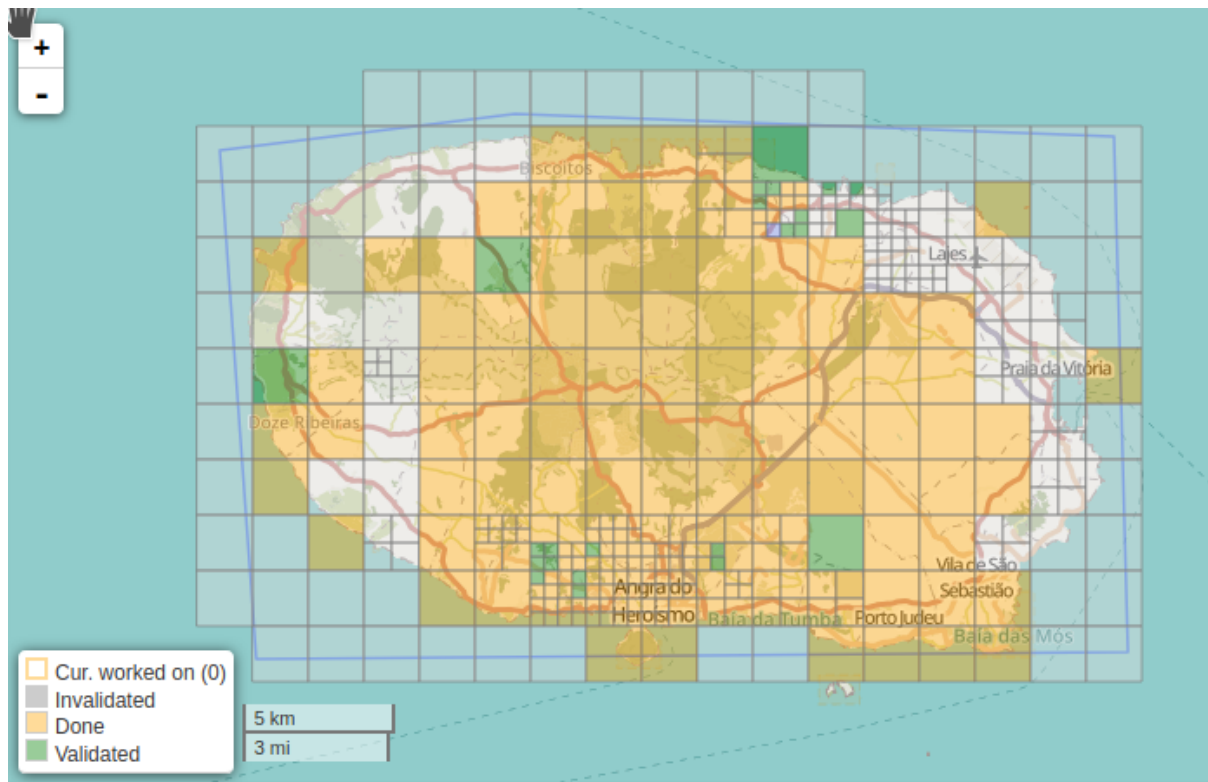 +
-
Biscoitos
Lajes
Praia da Vitória
Doze Ribeiras
Vila de São
Sebastião
Angra do
Heroísmo
Baía da Tumba
Porto Judeu
Baía das Mós
Cur. worked on (0)
Invalidated
Done
Validated
5 km
3 mi